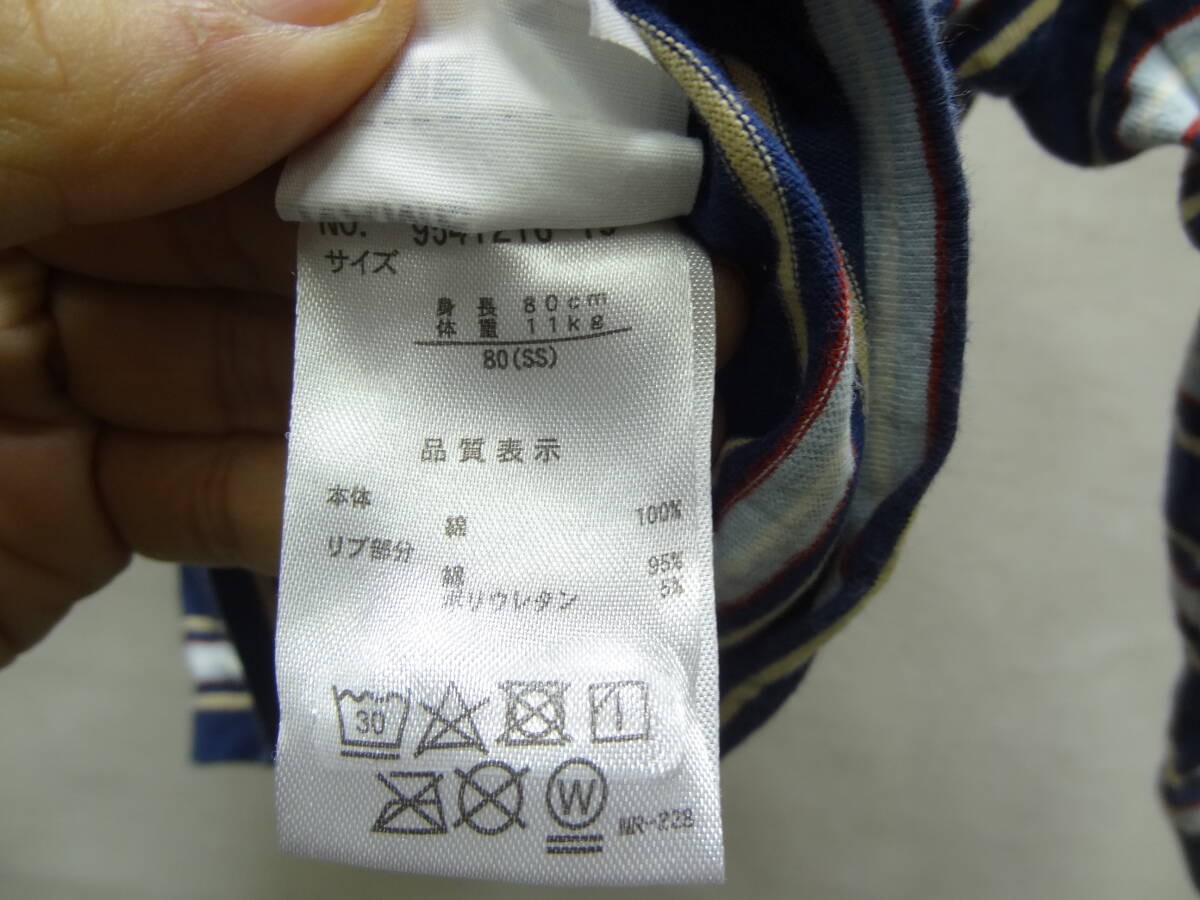 サイズ
身長 80cm
体重 11kg
80(SS)
品質表示
本体
綿 100%
リブ部分
綿 95%
ポリウレタン 5%
30
W
MR-228